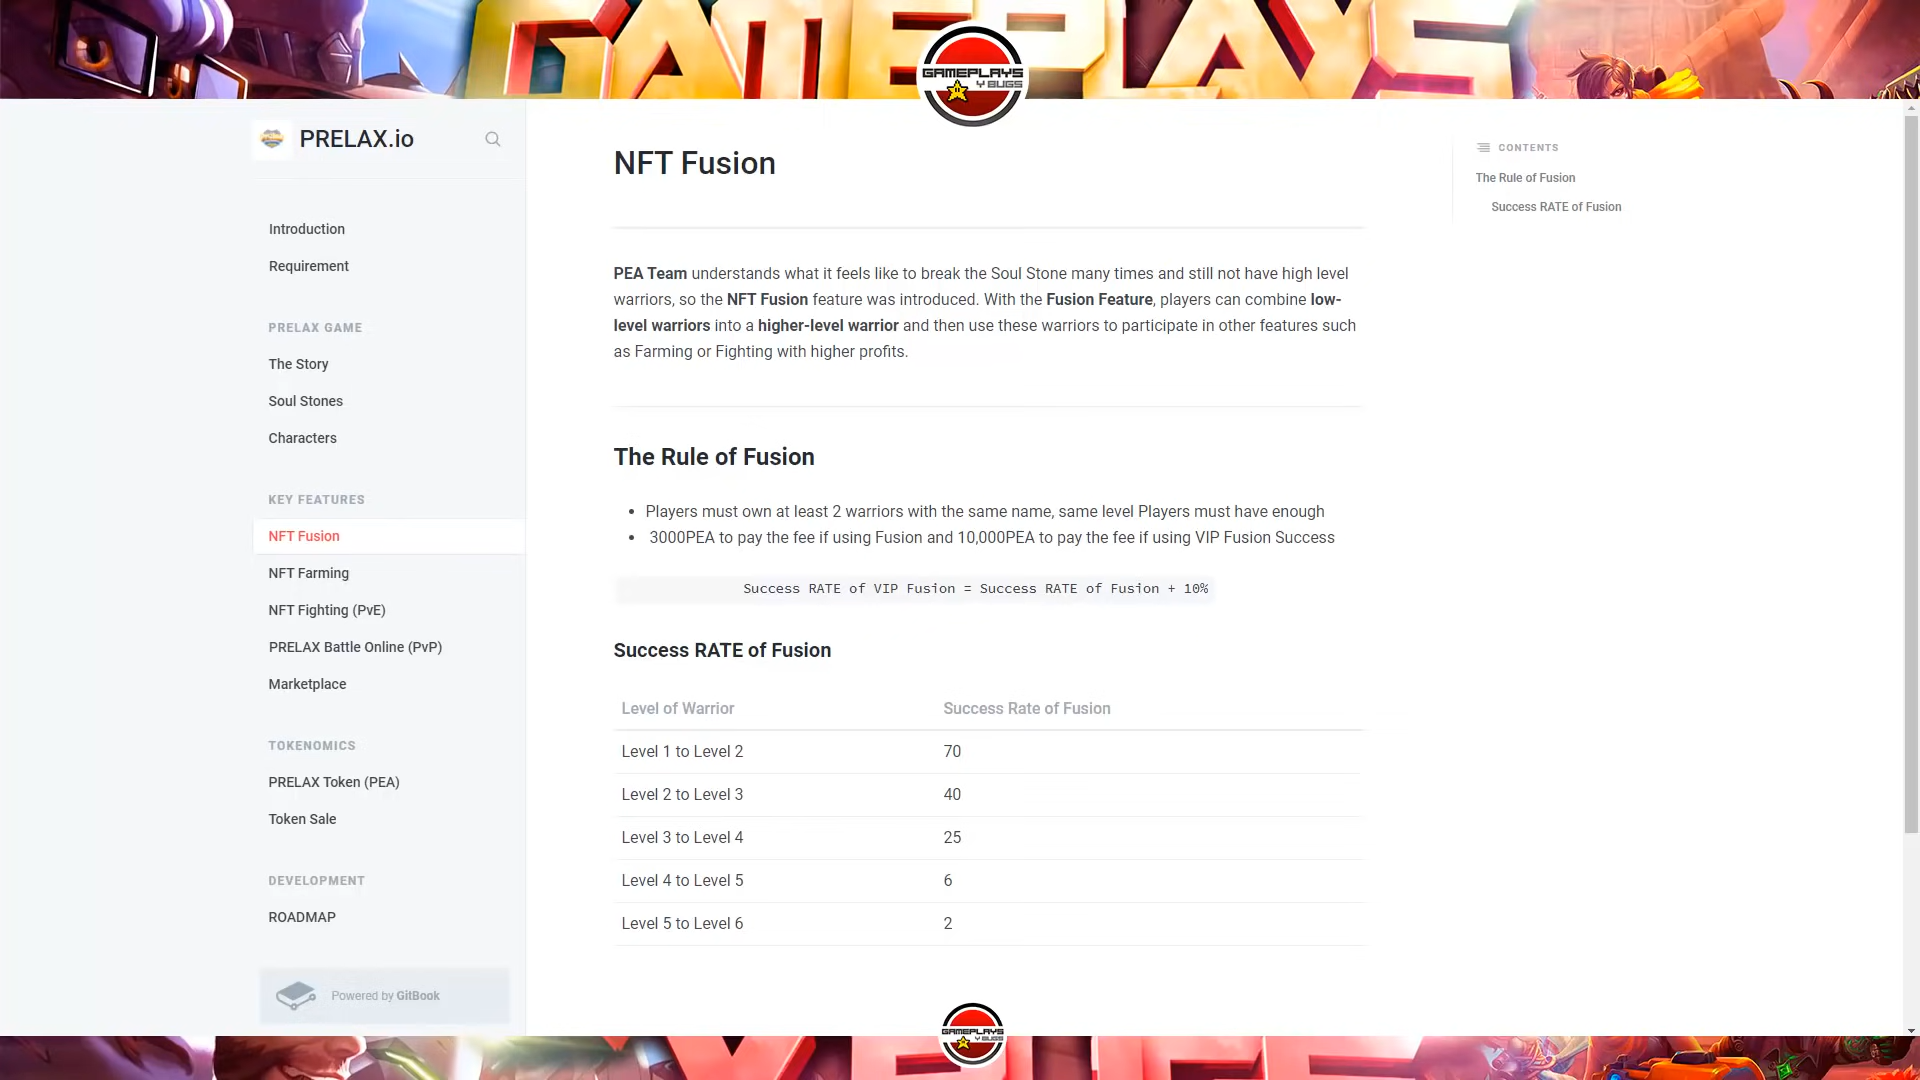 GAMEPLAYS
GAMEPLAYS
Y BUGS
PRELAX.io
Introduction
Requirement
PRELAX GAME
The Story
Soul Stones
Characters
KEY FEATURES
NFT Fusion
NFT Farming
NFT Fighting (PvE)
PRELAX Battle Online (PvP)
Marketplace
TOKENOMICS
PRELAX Token (PEA)
Token Sale
DEVELOPMENT
ROADMAP
Powered by GitBook
NFT Fusion
PEA Team understands what it feels like to break the Soul Stone many times and still not have high level
warriors, so the NFT Fusion feature was introduced. With the Fusion Feature, players can combine low-
level warriors into a higher-level warrior and then use these warriors to participate in other features such
as Farming or Fighting with higher profits.
The Rule of Fusion
• Players must own at least 2 warriors with the same name, same level Players must have enough
• 3000PEA to pay the fee if using Fusion and 10,000PEA to pay the fee if using VIP Fusion Success
Success RATE of VIP Fusion = Success RATE of Fusion + 10%
Success RATE of Fusion
Level of Warrior Success Rate of Fusion
Level 1 to Level 2 70
Level 2 to Level 3 40
Level 3 to Level 4 25
Level 4 to Level 5 6
Level 5 to Level 6 2
CONTENTS
The Rule of Fusion
Success RATE of Fusion
GAMEPLAYS
Y BUGS